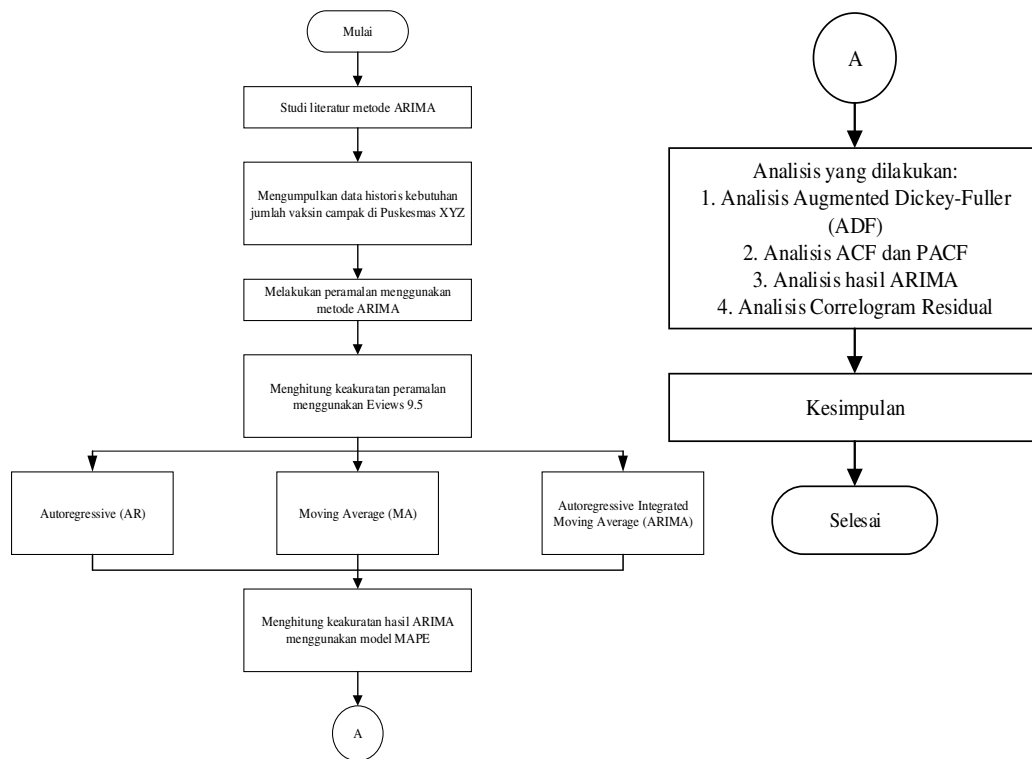 Mulai
Studi literatur metode ARIMA
Mengumpulkan data historis kebutuhan
jumlah vaksin campak di Puskesmas XYZ
Melakukan peramalan menggunakan
metode ARIMA
Menghitung keakuratan peramalan
menggunakan Eviews 9.5
Autoregressive (AR)
Moving Average (MA)
Autoregressive Integrated
Moving Average (ARIMA)
Menghitung keakuratan hasil ARIMA
menggunakan model MAPE
A
A
Analisis yang dilakukan:
1. Analisis Augmented Dickey-Fuller
(ADF)
2. Analisis ACF dan PACF
3. Analisis hasil ARIMA
4. Analisis Correlogram Residual
Kesimpulan
Selesai